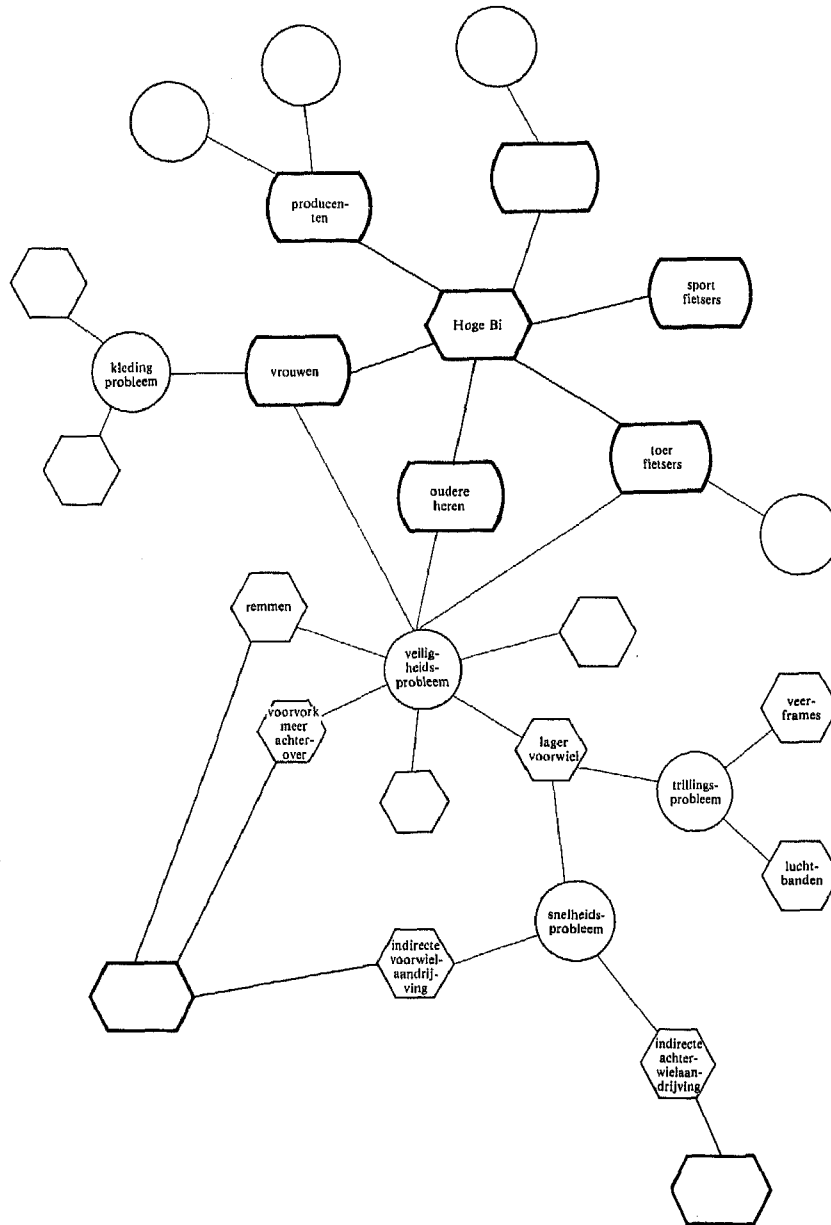 producen-
ten
sport
fietsers
Hoge Bi
kleding
probleem
vrouwen
toer
fietsers
oudere
heren
remmen
veilig-
heids-
probleem
voorvork
meer
achter-
over
lager
voorwiel
veer-
frames
trillings-
probleem
lucht-
banden
snelheids-
probleem
indirecte
voorwiel-
aandrij-
ving
indirecte
achter-
wielaan-
drijving